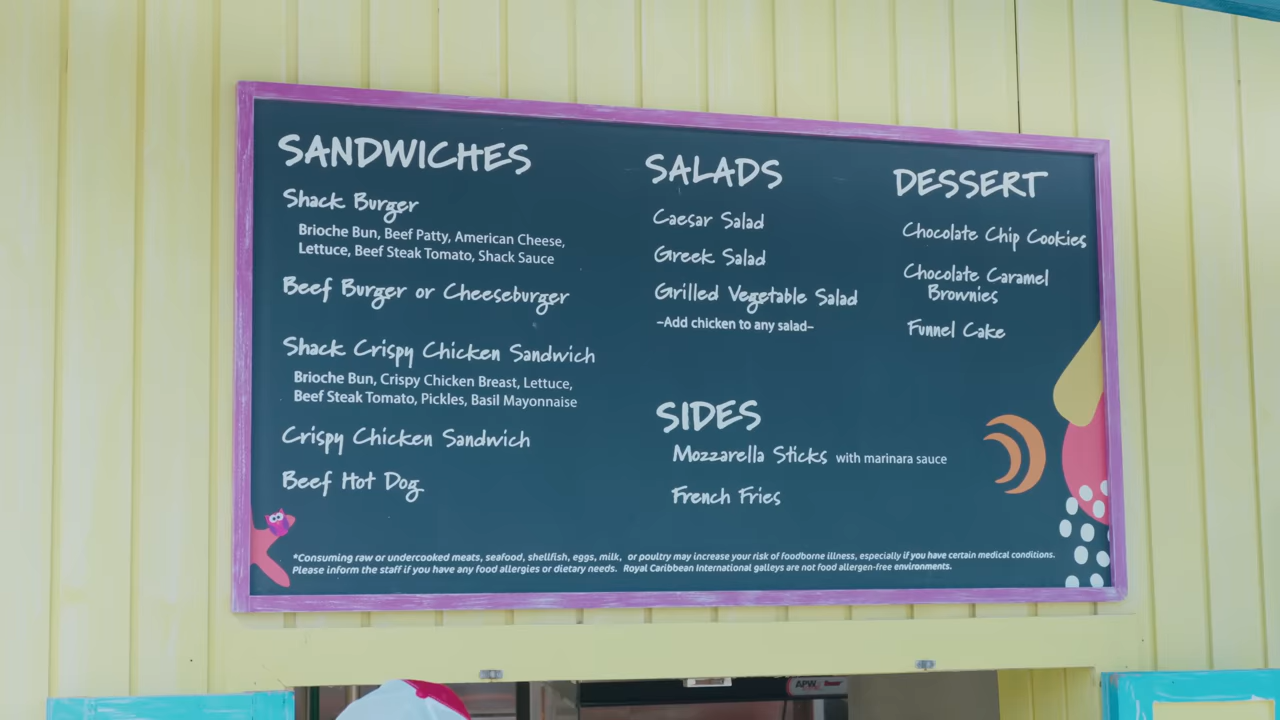 SANDWICHES
Shack Burger
Brioche Bun, Beef Patty, American Cheese,
Lettuce, Beef Steak Tomato, Shack Sauce
Beef Burger or Cheeseburger
Shack Crispy Chicken Sandwich
Brioche Bun, Crispy Chicken Breast, Lettuce,
Beef Steak Tomato, Pickles, Basil Mayonnaise
Crispy Chicken Sandwich
Beef Hot Dog
SALADS
Caesar Salad
Greek Salad
Grilled Vegetable Salad
–Add chicken to any salad–
SIDES
Mozzarella Sticks with marinara sauce
French Fries
DESSERT
Chocolate Chip Cookies
Chocolate Caramel
Brownies
Funnel Cake
*Consuming raw or undercooked meats, seafood, shellfish, eggs, milk, or poultry may increase your risk of foodborne illness, especially if you have certain medical conditions.
Please inform the staff if you have any food allergies or dietary needs. Royal Caribbean International galleys are not food allergen-free environments.
APW